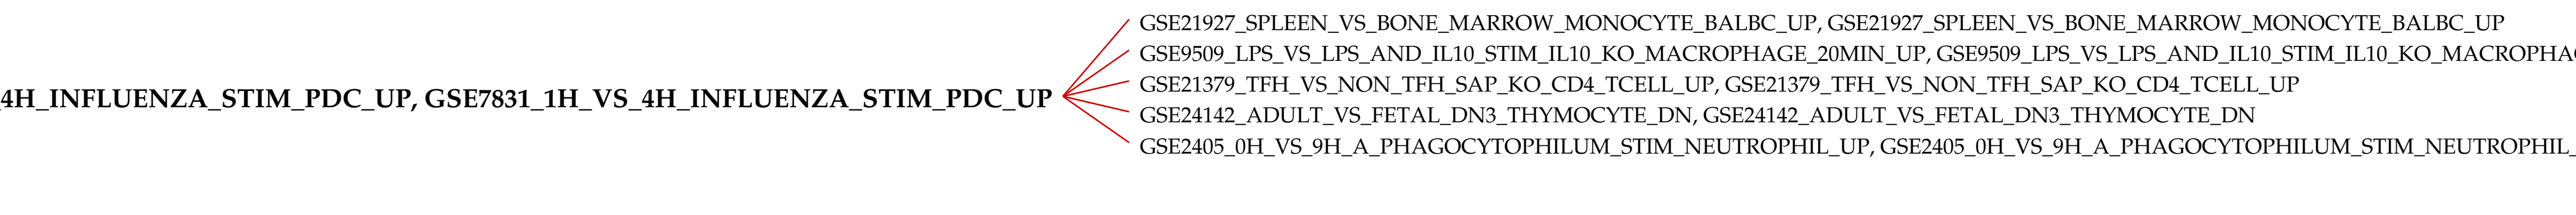 GSE21927_SPLEEN_VS_BONE_MARROW_MONOCYTE_BALBC_UP, GSE21927_SPLEEN_VS_BONE_MARROW_MONOCYTE_BALBC_UP
GSE9509_LPS_VS_LPS_AND_IL10_STIM_IL10_KO_MACROPHAGE_20MIN_UP, GSE9509_LPS_VS_LPS_AND_IL10_STIM_IL10_KO_MACROPHA
GSE21379_TFH_VS_NON_TFH_SAP_KO_CD4_TCELL_UP, GSE21379_TFH_VS_NON_TFH_SAP_KO_CD4_TCELL_UP
4H_INFLUENZA_STIM_PDC_UP, GSE7831_1H_VS_4H_INFLUENZA_STIM_PDC_UP
GSE24142_ADULT_VS_FETAL_DN3_THYMOCYTE_DN, GSE24142_ADULT_VS_FETAL_DN3_THYMOCYTE_DN
GSE2405_0H_VS_9H_A_PHAGOCYTOPHILUM_STIM_NEUTROPHIL_UP, GSE2405_0H_VS_9H_A_PHAGOCYTOPHILUM_STIM_NEUTROPHIL_